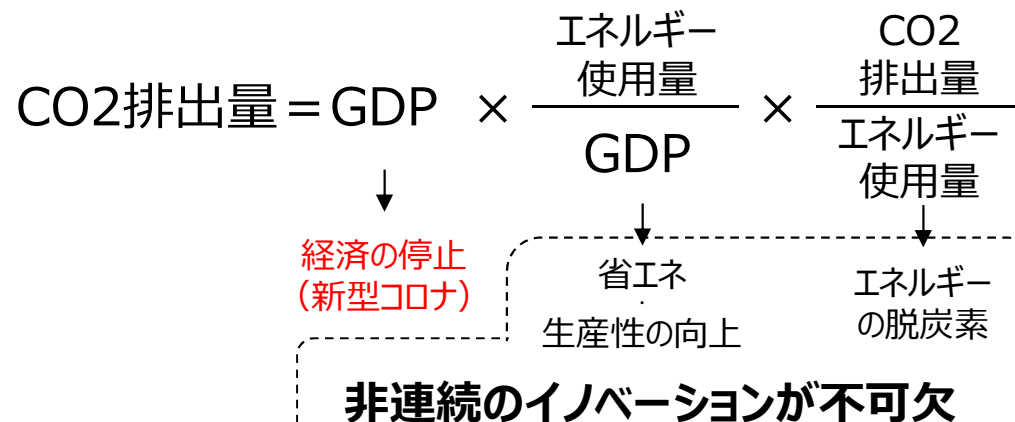 CO2排出量=GDP × エネルギー使用量/GDP × CO2排出量/エネルギー使用量
経済の停止
(新型コロナ)
省エネ
・
生産性の向上
エネルギー
の脱炭素
非連続のイノベーションが不可欠